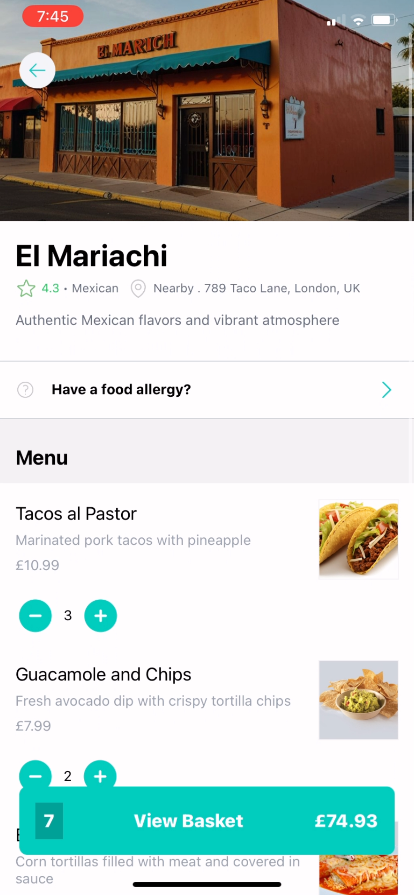 7:45
EL MARICH
El Mariachi
4.3 • Mexican Nearby . 789 Taco Lane, London, UK
Authentic Mexican flavors and vibrant atmosphere
? Have a food allergy?
Menu
Tacos al Pastor
Marinated pork tacos with pineapple
£10.99
− 3 +
Guacamole and Chips
Fresh avocado dip with crispy tortilla chips
£7.99
− 2 +
7 View Basket £74.93
Corn tortillas filled with meat and covered in
sauce